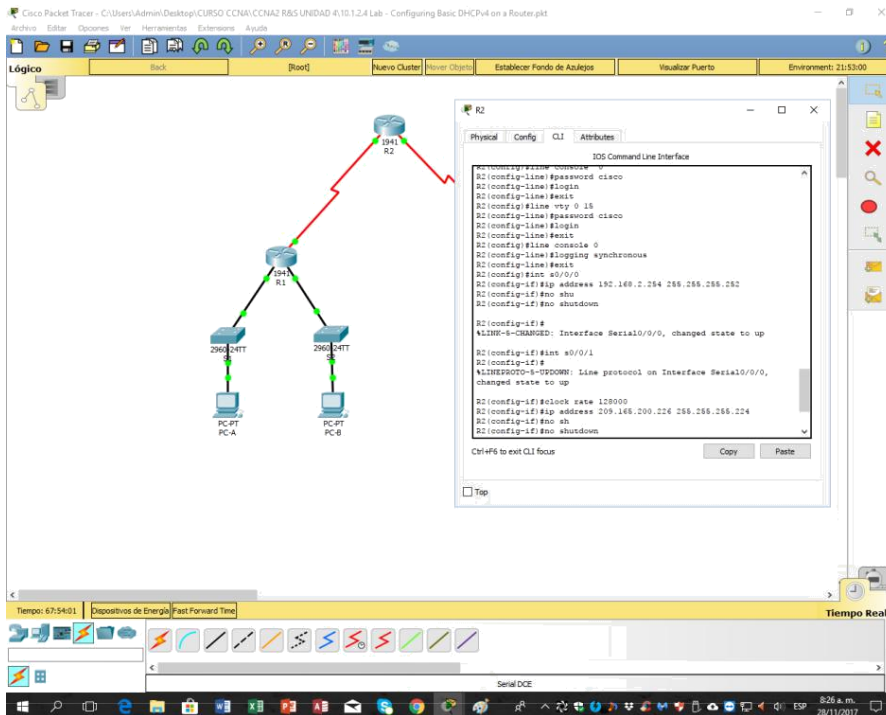 Cisco Packet Tracer - C:\Users\Admin\Desktop\CURSO CCNA\CCNA2 R&S UNIDAD 4\10.1.2.4 Lab - Configuring Basic DHCPv4 on a Router.pkt
Archivo Editar Opciones Ver Herramientas Extensions Ayuda
Lógico Back [Root] Nuevo Cluster Mover Objeto Establecer Fondo de Azulejos Visualizar Puerto Environment: 21:53:00
R2
Physical Config CLI Attributes
IOS Command Line Interface
R2(config)#line console 0
R2(config-line)#password cisco
R2(config-line)#login
R2(config-line)#exit
R2(config)#line vty 0 15
R2(config-line)#password cisco
R2(config-line)#login
R2(config-line)#exit
R2(config)#line console 0
R2(config-line)#logging synchronous
R2(config-line)#exit
R2(config)#int s0/0/0
R2(config-if)#ip address 192.168.2.254 255.255.255.252
R2(config-if)#no shu
R2(config-if)#no shutdown
R2(config-if)#
%LINK-5-CHANGED: Interface Serial0/0/0, changed state to up
R2(config-if)#int s0/0/1
R2(config-if)#
%LINEPROTO-5-UPDOWN: Line protocol on Interface Serial0/0/0,
changed state to up
R2(config-if)#clock rate 128000
R2(config-if)#ip address 209.165.200.226 255.255.255.224
R2(config-if)#no sh
R2(config-if)#no shutdown
Ctrl+F6 to exit CLI focus Copy Paste
Top
1941
R2
1941
R1
2960-24TT
S1
2960-24TT
S2
PC-PT
PC-A
PC-PT
PC-B
Tiempo: 67:54:01 Dispositivos de Energía Fast Forward Time Tiempo Real
Serial DCE
ESP
8:26 a. m.
28/11/2017